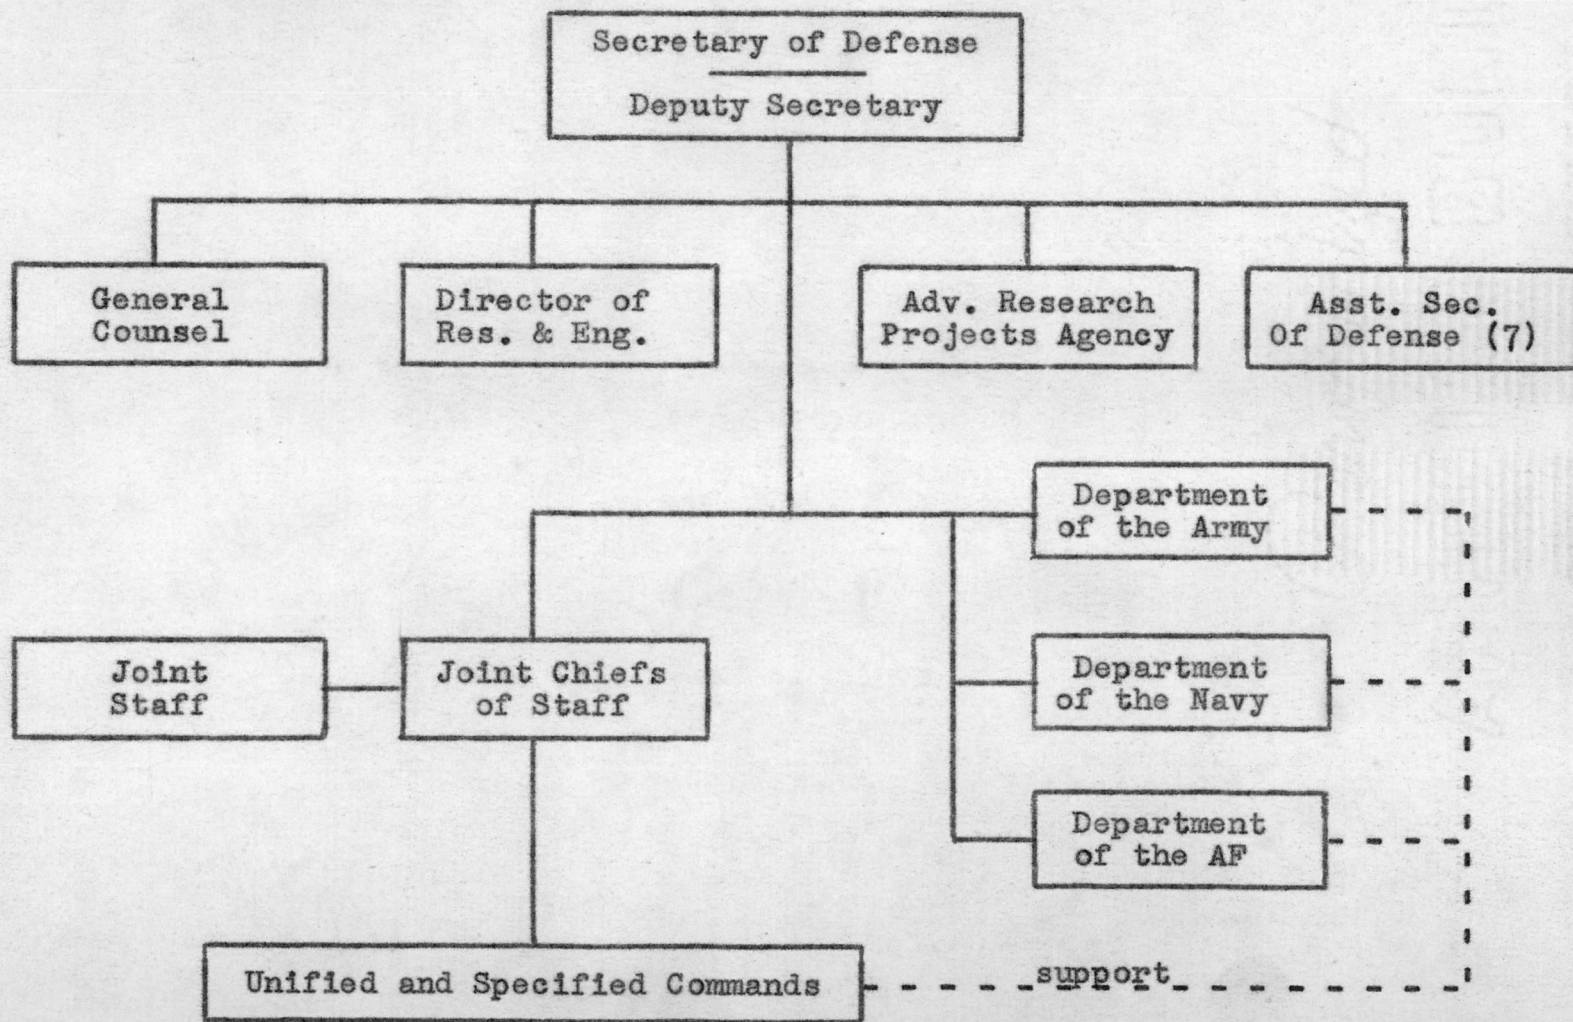 Secretary of Defense
Deputy Secretary
General
Counsel
Director of
Res. & Eng.
Adv. Research
Projects Agency
Asst. Sec.
Of Defense (7)
Department
of the Army
Joint
Staff
Joint Chiefs
of Staff
Department
of the Navy
Department
of the AF
Unified and Specified Commands
support